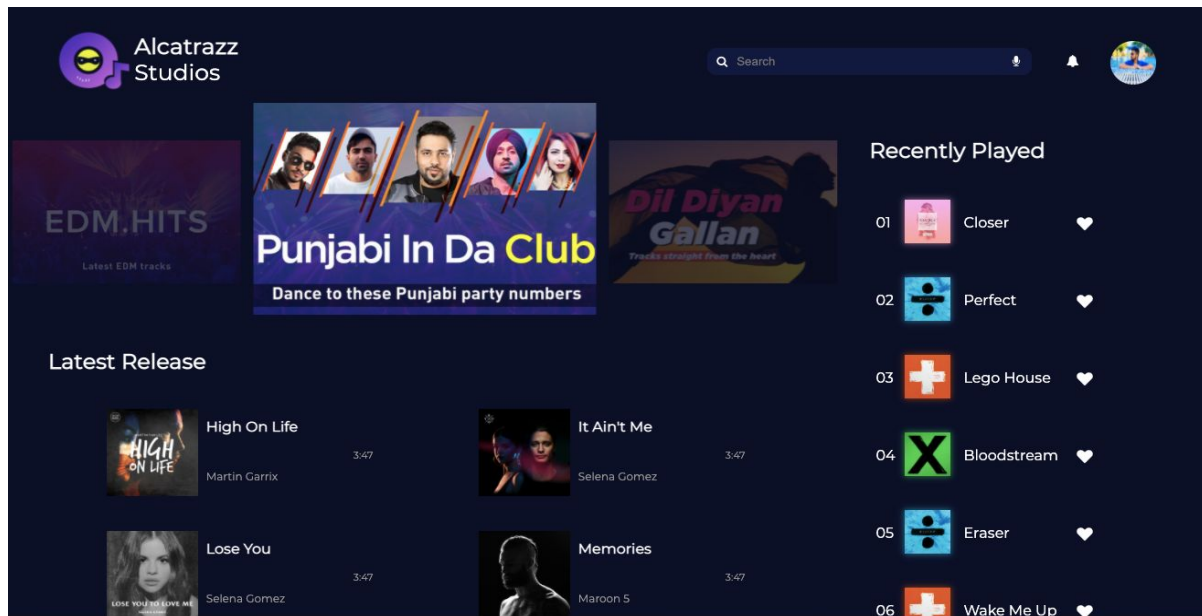 Alcatrazz
Studios
Search
EDM.HITS
Latest EDM tracks
Punjabi In Da Club
Dance to these Punjabi party numbers
Dil Diyan
Gallan
Tracks straight from the heart
Recently Played
01 Closer
02 Perfect
03 Lego House
04 X Bloodstream
05 Eraser
06 Wake Me Up
Latest Release
HIGH
ON LIFE
High On Life
3:47
Martin Garrix
It Ain't Me
3:47
Selena Gomez
LOSE YOU TO LOVE ME
Lose You
3:47
Selena Gomez
Memories
3:47
Maroon 5